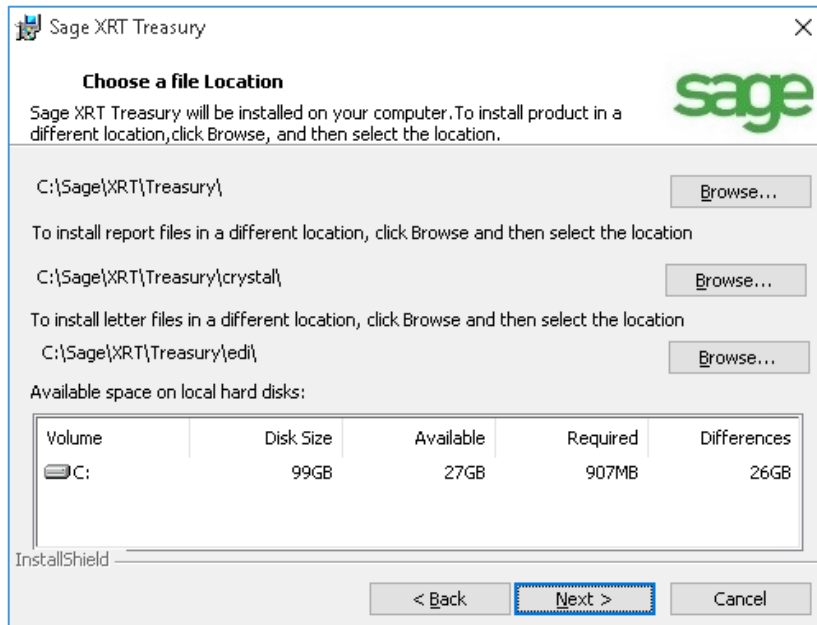 Sage XRT Treasury
Choose a file Location
Sage XRT Treasury will be installed on your computer.To install product in a
different location,click Browse, and then select the location.
sage
C:\Sage\XRT\Treasury\
Browse...
To install report files in a different location, click Browse and then select the location
C:\Sage\XRT\Treasury\crystal\
Browse...
To install letter files in a different location, click Browse and then select the location
C:\Sage\XRT\Treasury\edi\
Browse...
Available space on local hard disks:
Volume Disk Size Available Required Differences
C: 99GB 27GB 907MB 26GB
InstallShield
< Back Next > Cancel